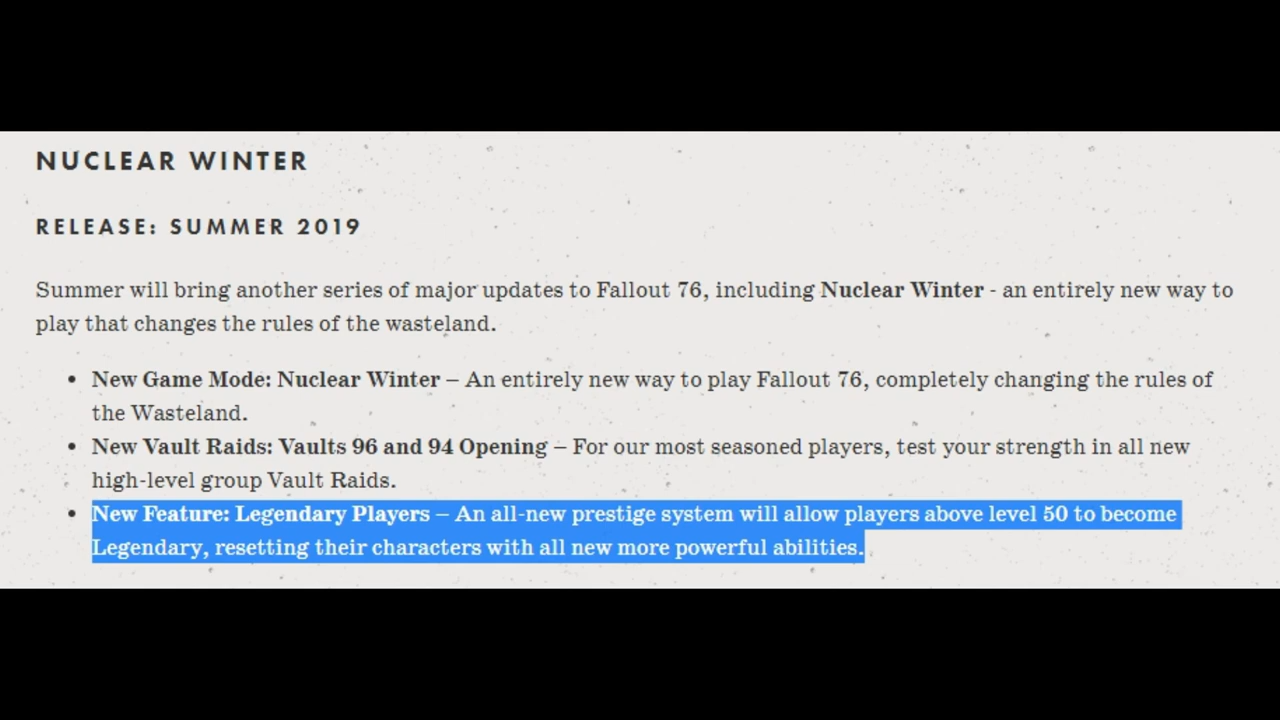 NUCLEAR WINTER
RELEASE: SUMMER 2019
Summer will bring another series of major updates to Fallout 76, including Nuclear Winter - an entirely new way to
play that changes the rules of the wasteland.
• New Game Mode: Nuclear Winter – An entirely new way to play Fallout 76, completely changing the rules of
the Wasteland.
• New Vault Raids: Vaults 96 and 94 Opening – For our most seasoned players, test your strength in all new
high-level group Vault Raids.
• New Feature: Legendary Players – An all-new prestige system will allow players above level 50 to become
Legendary, resetting their characters with all new more powerful abilities.